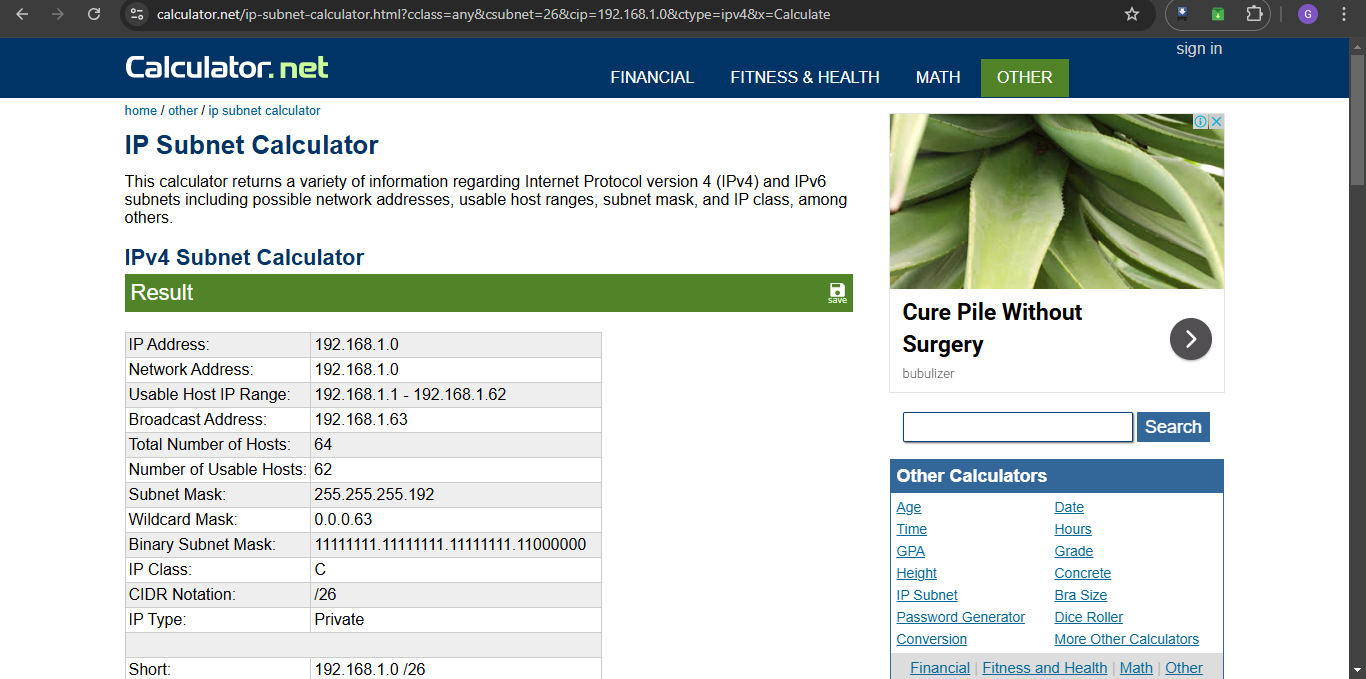 calculator.net/ip-subnet-calculator.html?cclass=any&csubnet=26&cip=192.168.1.0&ctype=ipv4&x=Calculate
G
sign in
Calculator.net
FINANCIAL
FITNESS & HEALTH
MATH
OTHER
home / other / ip subnet calculator
IP Subnet Calculator
This calculator returns a variety of information regarding Internet Protocol version 4 (IPv4) and IPv6
subnets including possible network addresses, usable host ranges, subnet mask, and IP class, among
others.
IPv4 Subnet Calculator
Result
save
IP Address: 192.168.1.0
Network Address: 192.168.1.0
Usable Host IP Range: 192.168.1.1 - 192.168.1.62
Broadcast Address: 192.168.1.63
Total Number of Hosts: 64
Number of Usable Hosts: 62
Subnet Mask: 255.255.255.192
Wildcard Mask: 0.0.0.63
Binary Subnet Mask: 11111111.11111111.11111111.11000000
IP Class: C
CIDR Notation: /26
IP Type: Private
Short: 192.168.1.0 /26
Cure Pile Without
Surgery
bubulizer
Search
Other Calculators
Age Date
Time Hours
GPA Grade
Height Concrete
IP Subnet Bra Size
Password Generator Dice Roller
Conversion More Other Calculators
Financial | Fitness and Health | Math | Other